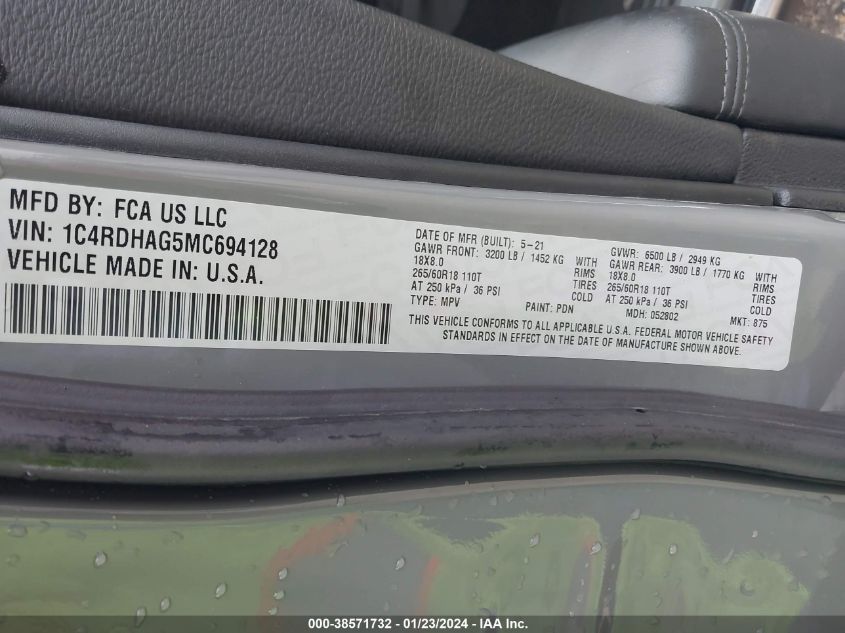 MFD BY: FCA US LLC
VIN: 1C4RDHAG5MC694128
VEHICLE MADE IN: U.S.A.
DATE OF MFR (BUILT): 5-21 GVWR: 6500 LB / 2949 KG
GAWR FRONT: 3200 LB / 1452 KG WITH GAWR REAR: 3900 LB / 1770 KG WITH
18X8.0 RIMS 18X8.0 RIMS
265/60R18 110T TIRES 265/60R18 110T TIRES
AT 250 kPa / 36 PSI COLD AT 250 kPa / 36 PSI COLD
TYPE: MPV PAINT: PDN MDH: 052802 MKT: 875
THIS VEHICLE CONFORMS TO ALL APPLICABLE U.S.A. FEDERAL MOTOR VEHICLE SAFETY
STANDARDS IN EFFECT ON THE DATE OF MANUFACTURE SHOWN ABOVE.
000-38571732 - 01/23/2024 - IAA Inc.